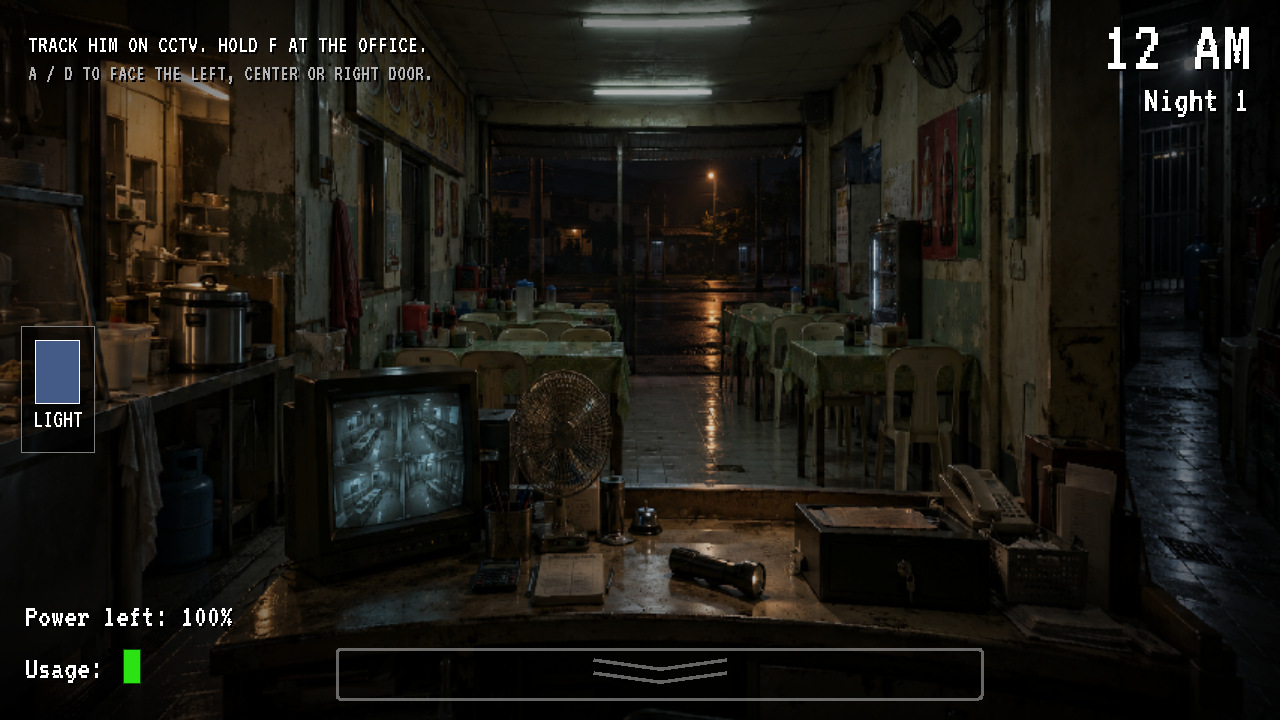 TRACK HIM ON CCTV. HOLD F AT THE OFFICE.
A / D TO FACE THE LEFT, CENTER OR RIGHT DOOR.
12 AM
Night 1
LIGHT
Power left: 100%
Usage: